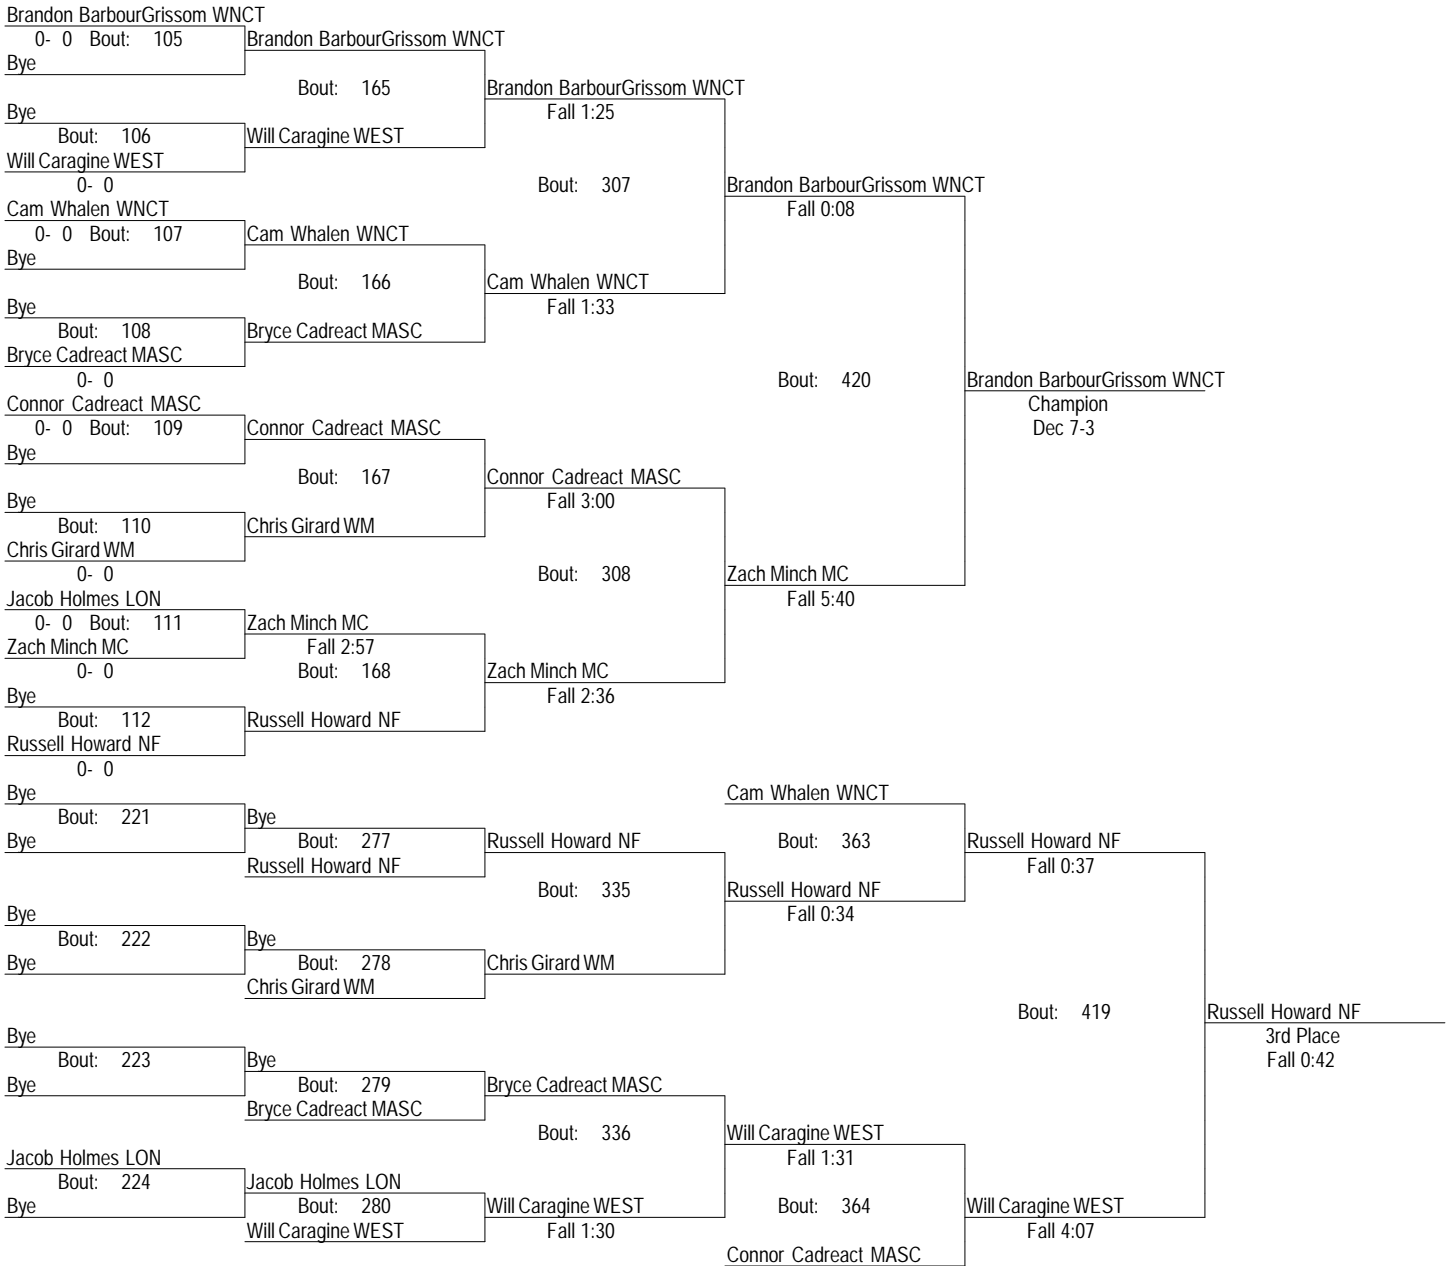 Brandon BarbourGrissom WNCT
0- 0 Bout: 105 Brandon BarbourGrissom WNCT
Bye
Bout: 165 Brandon BarbourGrissom WNCT
Bye Fall 1:25
Bout: 106 Will Caragine WEST
Will Caragine WEST
0- 0 Bout: 307 Brandon BarbourGrissom WNCT
Cam Whalen WNCT Fall 0:08
0- 0 Bout: 107 Cam Whalen WNCT
Bye
Bout: 166 Cam Whalen WNCT
Bye Fall 1:33
Bout: 108 Bryce Cadreact MASC
Bryce Cadreact MASC
0- 0 Bout: 420 Brandon BarbourGrissom WNCT
Connor Cadreact MASC Champion
0- 0 Bout: 109 Connor Cadreact MASC Dec 7-3
Bye
Bout: 167 Connor Cadreact MASC
Bye Fall 3:00
Bout: 110 Chris Girard WM
Chris Girard WM
0- 0 Bout: 308 Zach Minch MC
Jacob Holmes LON Fall 5:40
0- 0 Bout: 111 Zach Minch MC
Zach Minch MC Fall 2:57
0- 0 Bout: 168 Zach Minch MC
Bye Fall 2:36
Bout: 112 Russell Howard NF
Russell Howard NF
0- 0
Bye Cam Whalen WNCT
Bout: 221 Bye
Bye Bout: 277 Russell Howard NF Bout: 363 Russell Howard NF
Russell Howard NF Fall 0:37
Bout: 335 Russell Howard NF
Bye Fall 0:34
Bout: 222 Bye
Bye Bout: 278 Chris Girard WM
Chris Girard WM
Bout: 419 Russell Howard NF
Bye 3rd Place
Bout: 223 Bye Fall 0:42
Bye Bout: 279 Bryce Cadreact MASC
Bryce Cadreact MASC
Bout: 336 Will Caragine WEST
Jacob Holmes LON Fall 1:31
Bout: 224 Jacob Holmes LON
Bye Bout: 280 Will Caragine WEST Bout: 364 Will Caragine WEST
Will Caragine WEST Fall 1:30 Fall 4:07
Connor Cadreact MASC